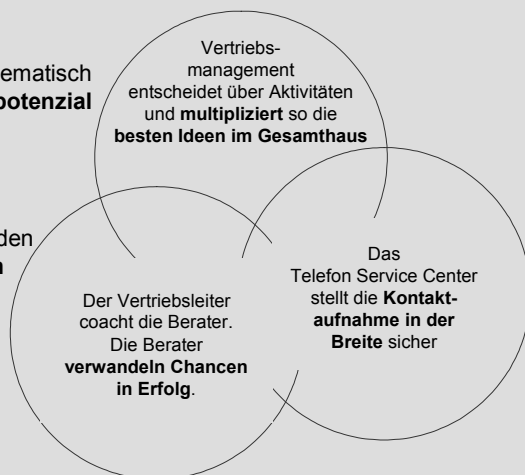 Vertriebs-
management
entscheidet über Aktivitäten
und multipliziert so die
besten Ideen im Gesamthaus
ematisch
potenzial
den
Das
Telefon Service Center
stellt die Kontakt-
aufnahme in der
Breite sicher
Der Vertriebsleiter
coacht die Berater.
Die Berater
verwandeln Chancen
in Erfolg.